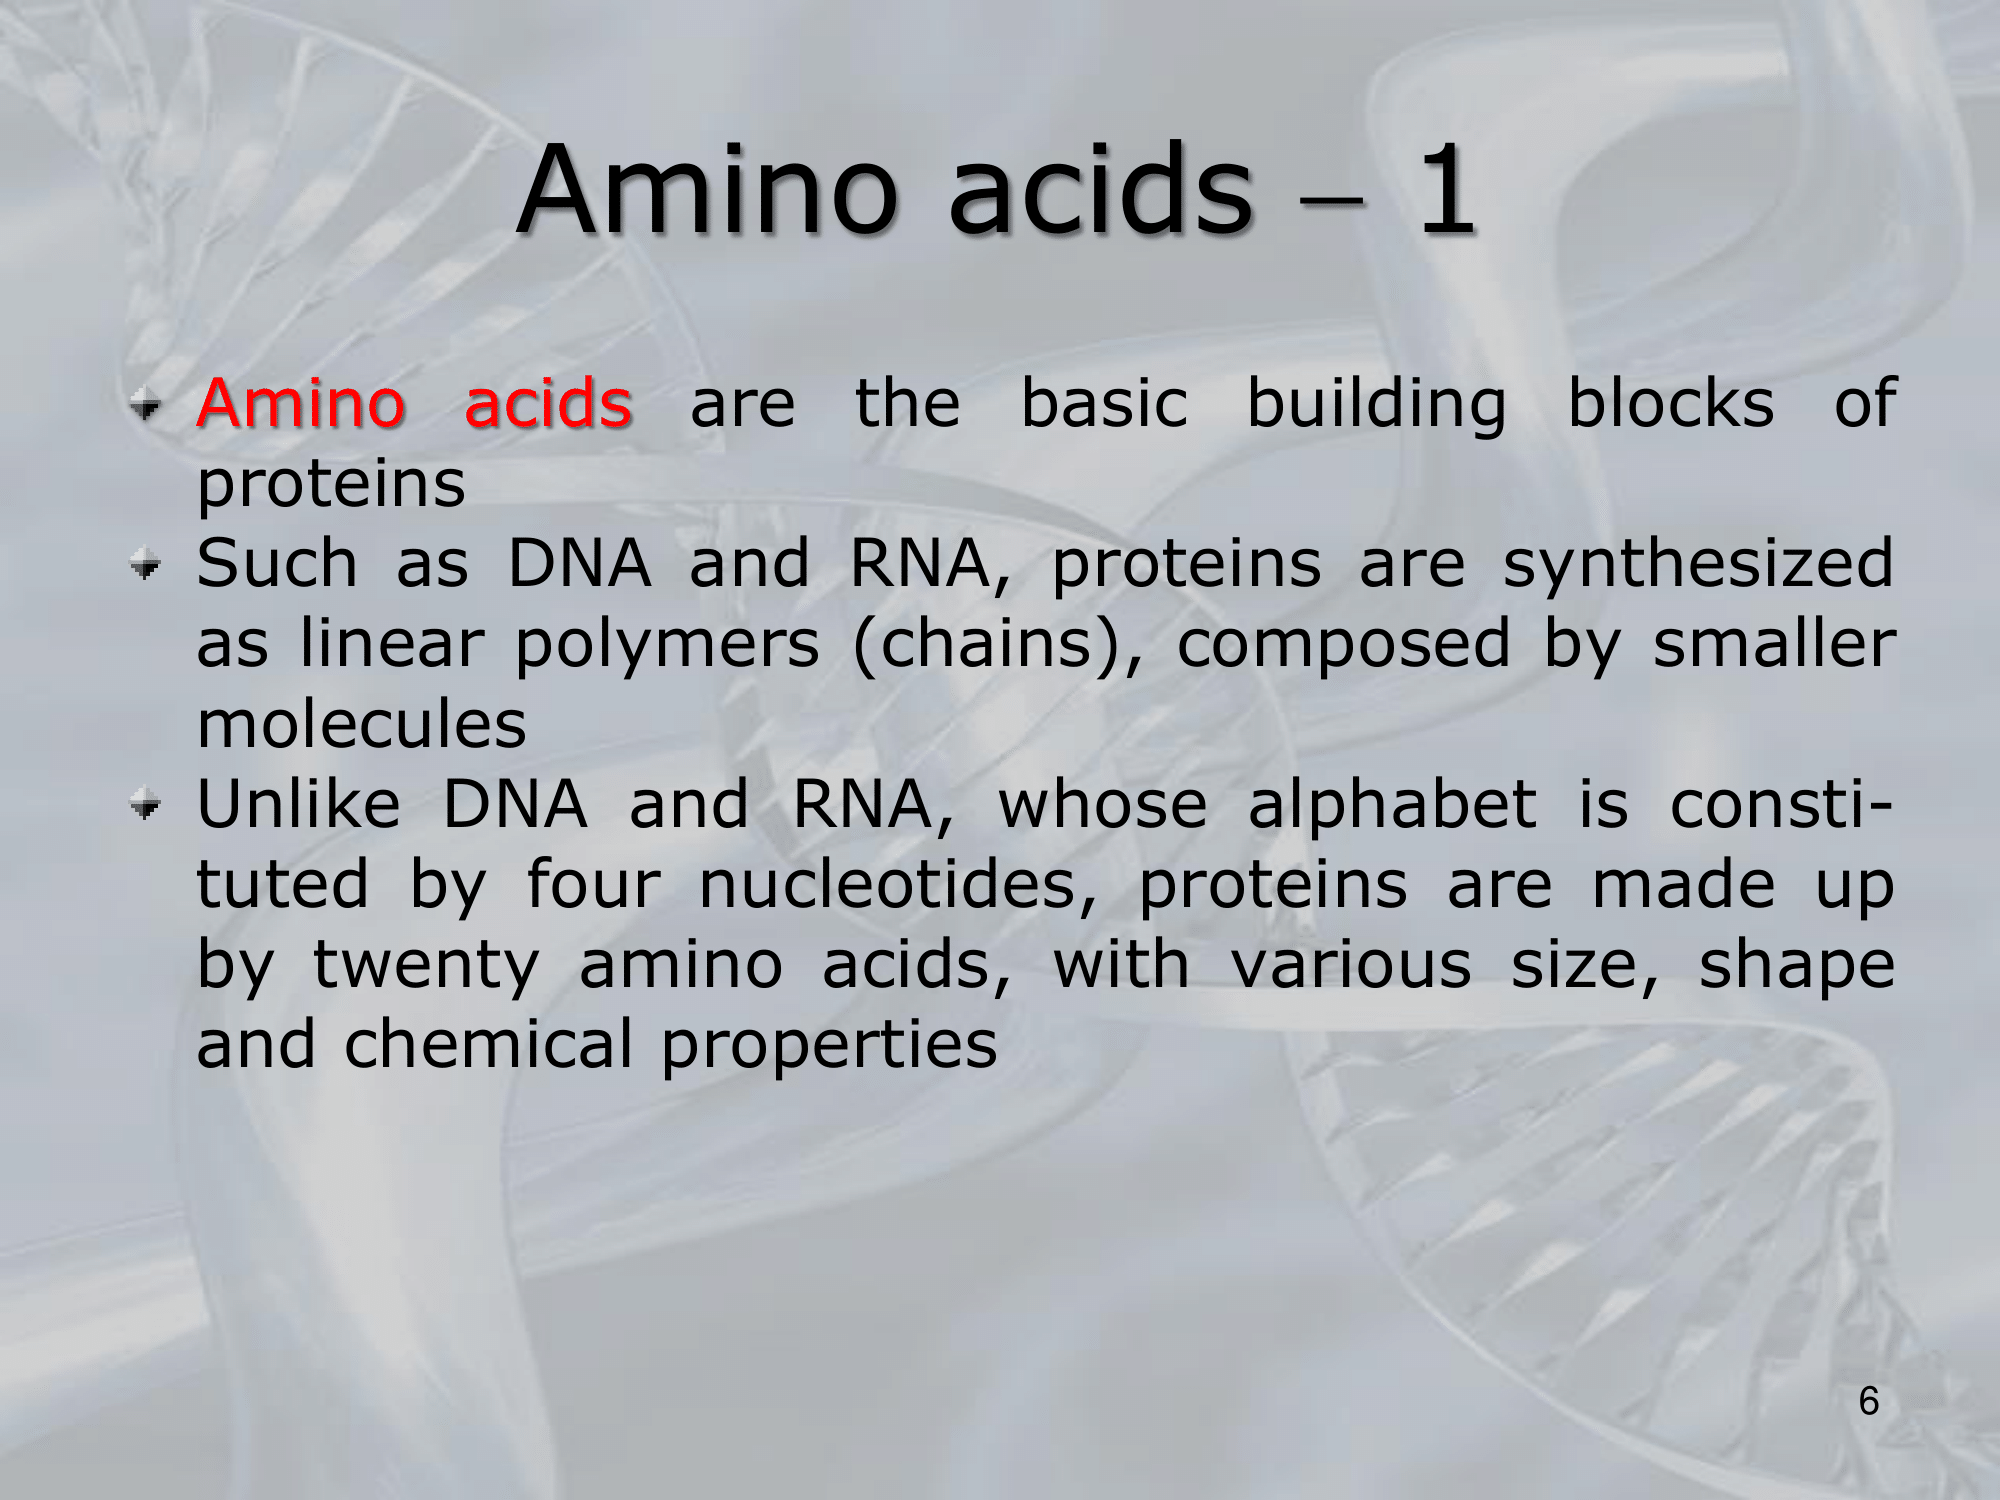 Amino acids – 1
Amino acids are the basic building blocks of
proteins
Such as DNA and RNA, proteins are synthesized
as linear polymers (chains), composed by smaller
molecules
Unlike DNA and RNA, whose alphabet is consti-
tuted by four nucleotides, proteins are made up
by twenty amino acids, with various size, shape
and chemical properties
6